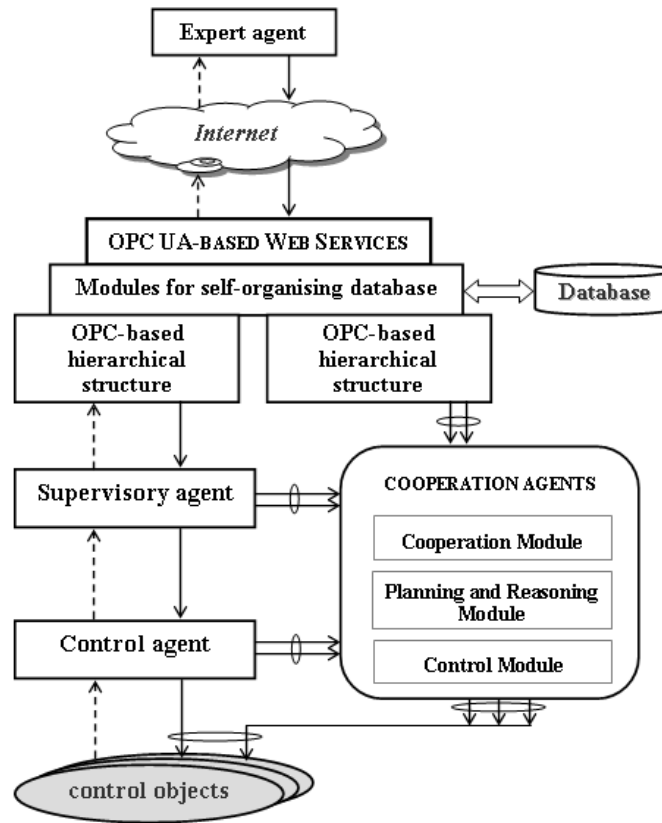 Expert agent
Internet
OPC UA-BASED WEB SERVICES
Modules for self-organising database
Database
OPC-based
hierarchical
structure
OPC-based
hierarchical
structure
Supervisory agent
COOPERATION AGENTS
Cooperation Module
Planning and Reasoning
Module
Control agent
Control Module
control objects